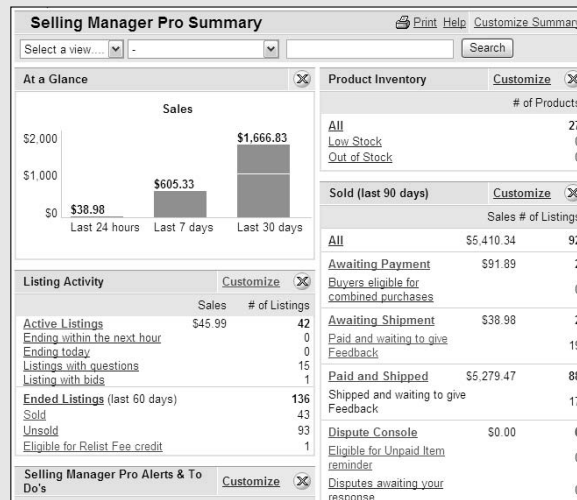 Selling Manager Pro Summary
Print Help Customize Summary
Select a view.... - Search
At a Glance
Sales
$2,000
$1,000
$0
$38.98
$605.33
$1,666.83
Last 24 hours Last 7 days Last 30 days
Listing Activity Customize
Sales # of Listings
Active Listings $45.99 42
Ending within the next hour 0
Ending today 0
Listings with questions 15
Listing with bids 1
Ended Listings (last 60 days) 136
Sold 43
Unsold 93
Eligible for Relist Fee credit 1
Selling Manager Pro Alerts & To
Do's
Customize
Product Inventory Customize
# of Products
All 27
Low Stock
Out of Stock
Sold (last 90 days) Customize
Sales # of Listings
All $5,410.34 92
Awaiting Payment $91.89 2
Buyers eligible for
combined purchases
Awaiting Shipment $38.98 2
Paid and waiting to give
Feedback 19
Paid and Shipped $5,279.47 88
Shipped and waiting to give
Feedback 17
Dispute Console $0.00
Eligible for Unpaid Item
reminder
Disputes awaiting your
response